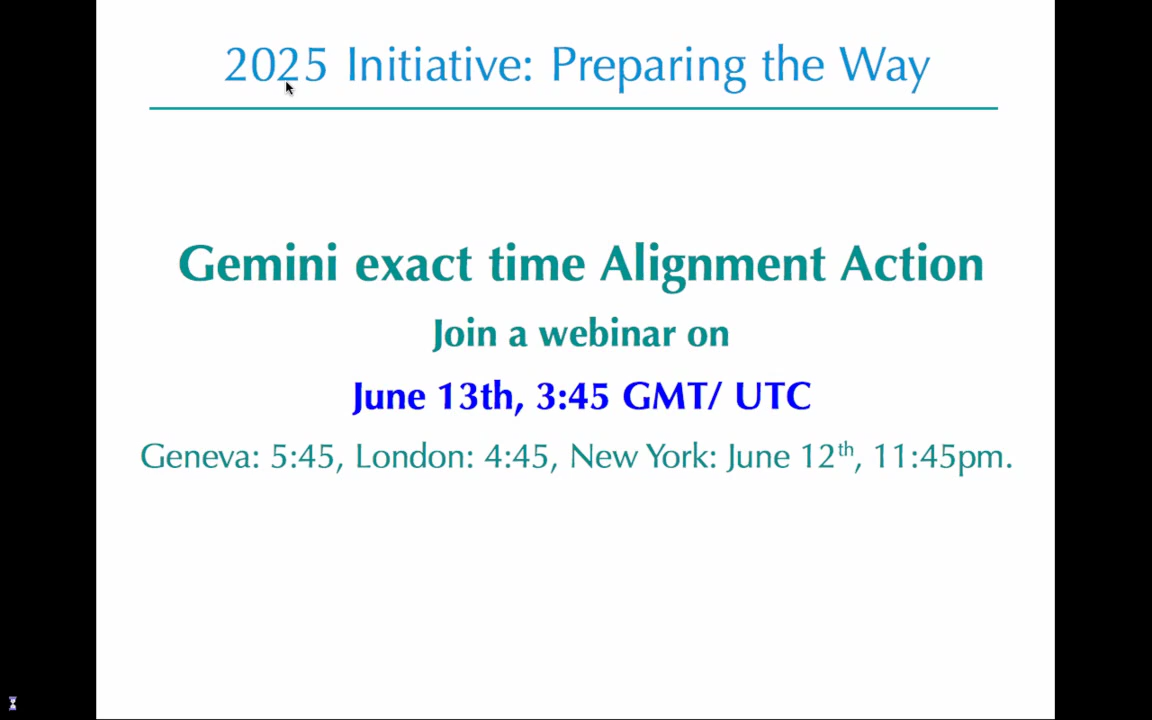 2025 Initiative: Preparing the Way
Gemini exact time Alignment Action
Join a webinar on
June 13th, 3:45 GMT/ UTC
Geneva: 5:45, London: 4:45, New York: June 12th, 11:45pm.